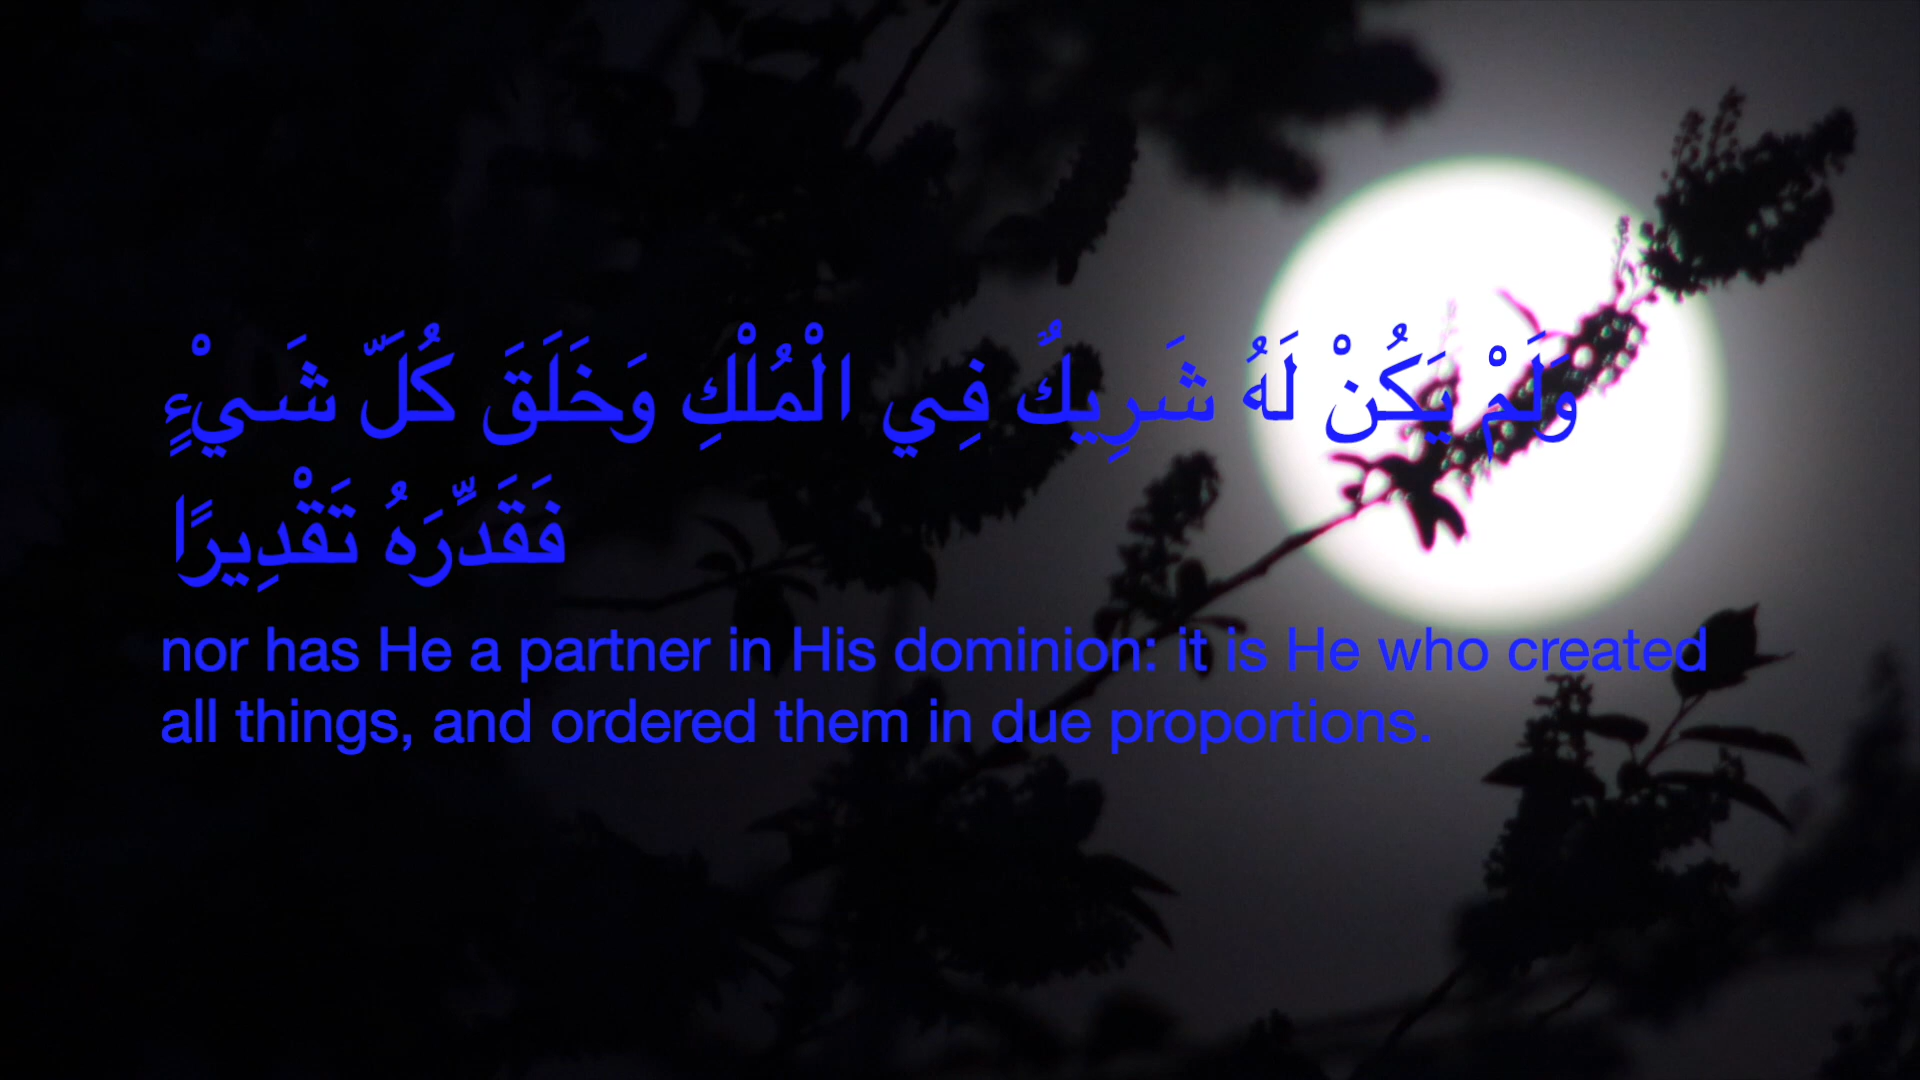 وَلَمْ يَكُنْ لَهُ شَرِيكٌ فِي الْمُلْكِ وَخَلَقَ كُلَّ شَيْءٍ
فَقَدَّرَهُ تَقْدِيرًا
nor has He a partner in His dominion: it is He who created
all things, and ordered them in due proportions.